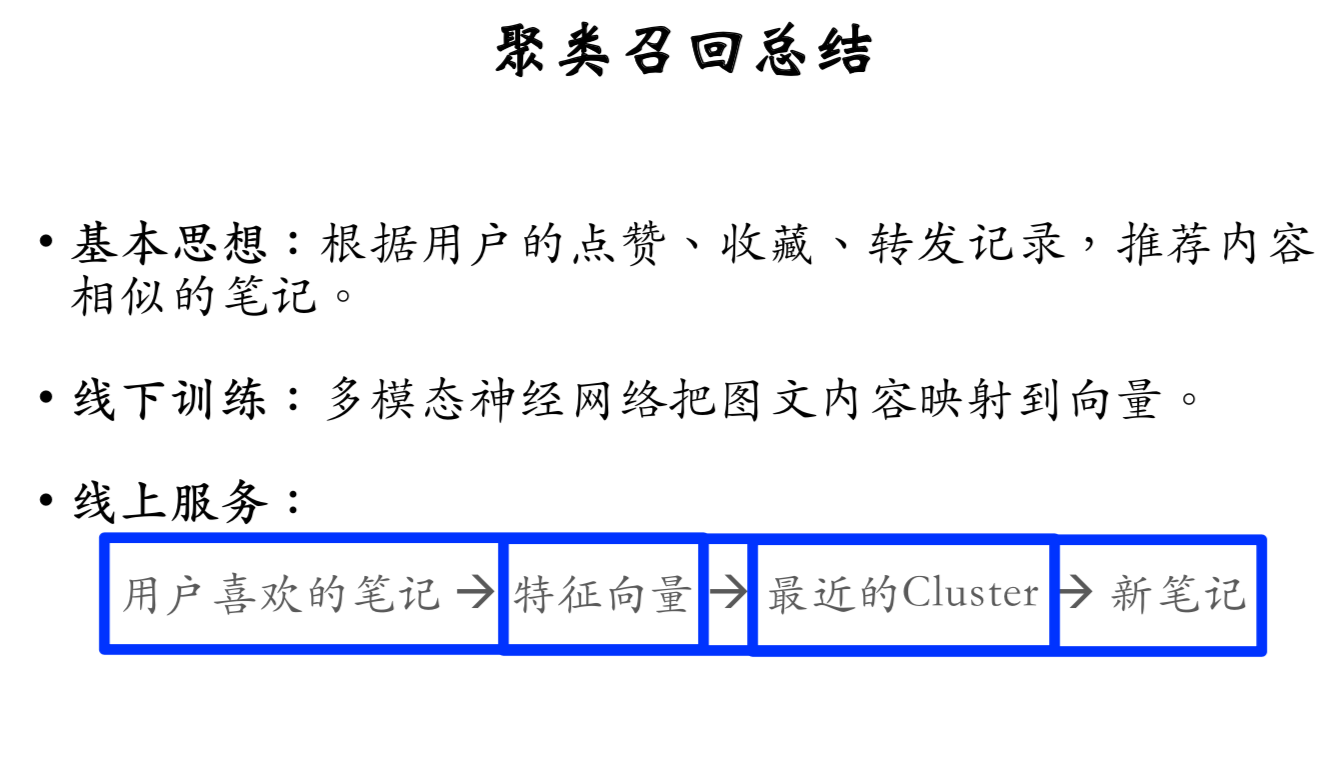 聚类召回总结
• 基本思想：根据用户的点赞、收藏、转发记录，推荐内容
相似的笔记。
• 线下训练：多模态神经网络把图文内容映射到向量。
• 线上服务：
用户喜欢的笔记 → 特征向量 → 最近的Cluster → 新笔记